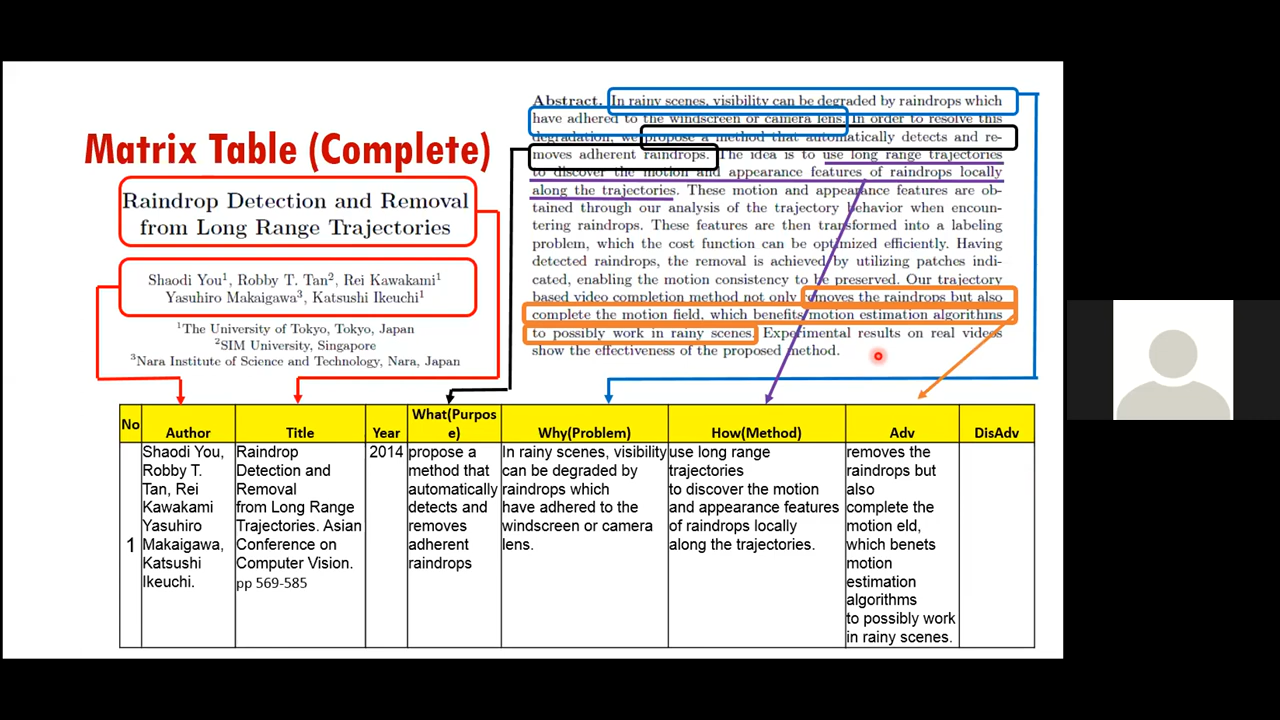 Matrix Table (Complete)
Raindrop Detection and Removal
from Long Range Trajectories
Shaodi You¹, Robby T. Tan², Rei Kawakami¹
Yasuhiro Makaigawa³, Katsushi Ikeuchi¹
¹The University of Tokyo, Tokyo, Japan
²SIM University, Singapore
³Nara Institute of Science and Technology, Nara, Japan
Abstract. In rainy scenes, visibility can be degraded by raindrops which
have adhered to the windscreen or camera lens. In order to resolve this
degradation, we propose a method that automatically detects and re-
moves adherent raindrops. The idea is to use long range trajectories
to discover the motion and appearance features of raindrops locally
along the trajectories. These motion and appearance features are ob-
tained through our analysis of the trajectory behavior when encoun-
tering raindrops. These features are then transformed into a labeling
problem, which the cost function can be optimized efficiently. Having
detected raindrops, the removal is achieved by utilizing patches indi-
cated, enabling the motion consistency to be preserved. Our trajectory
based video completion method not only removes the raindrops but also
complete the motion field, which benefits motion estimation algorithms
to possibly work in rainy scenes. Experimental results on real videos
show the effectiveness of the proposed method.
No
Author
Title
Year
What(Purpos
e)
Why(Problem)
How(Method)
Adv
DisAdv
1
Shaodi You,
Robby T.
Tan, Rei
Kawakami
Yasuhiro
Makaigawa,
Katsushi
Ikeuchi.
Raindrop
Detection and
Removal
from Long Range
Trajectories. Asian
Conference on
Computer Vision.
pp 569-585
2014
propose a
method that
automatically
detects and
removes
adherent
raindrops
In rainy scenes, visibility
can be degraded by
raindrops which
have adhered to the
windscreen or camera
lens.
use long range
trajectories
to discover the motion
and appearance features
of raindrops locally
along the trajectories.
removes the
raindrops but
also
complete the
motion eld,
which benets
motion
estimation
algorithms
to possibly work
in rainy scenes.